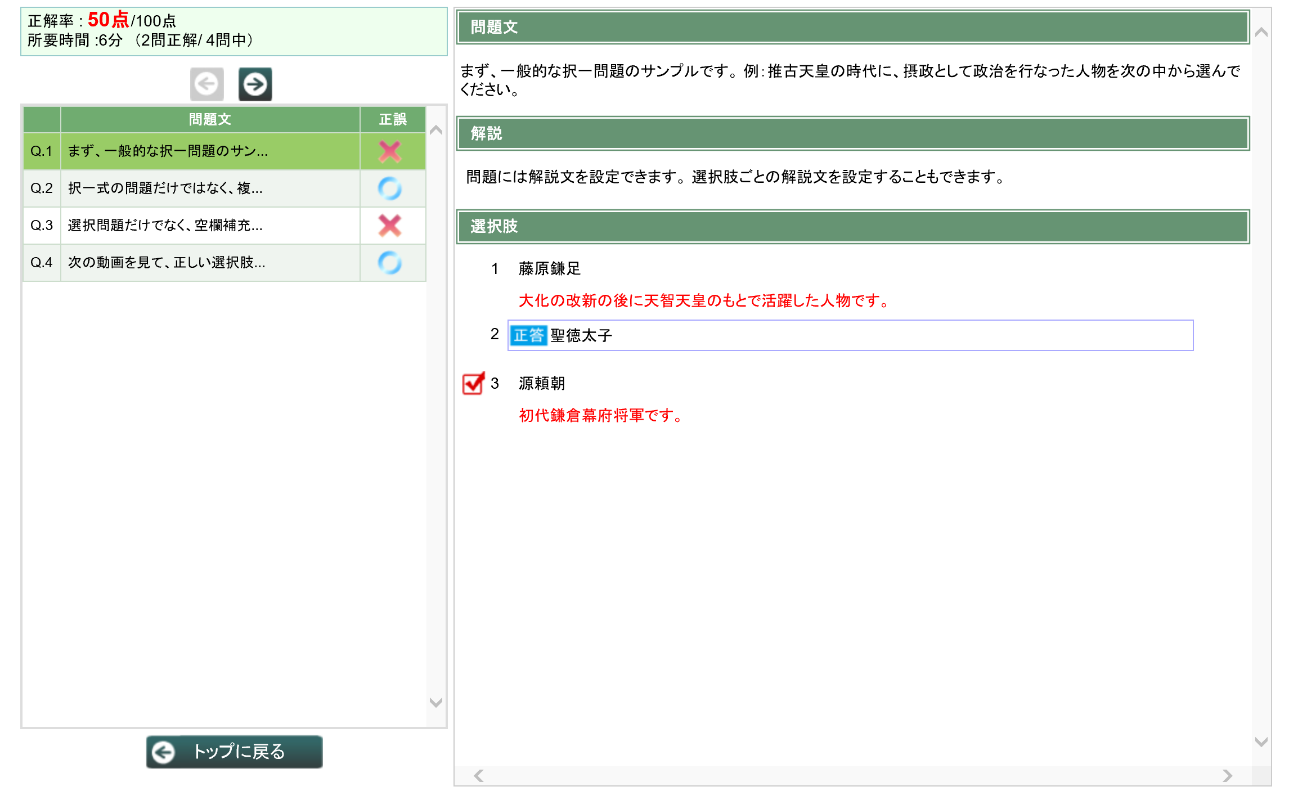 正解率 : 50点/100点
所要時間 :6分 （2問正解/ 4問中）
問題文 正誤
Q.1 まず、一般的な択一問題のサン...
Q.2 択一式の問題だけではなく、複...
Q.3 選択問題だけでなく、空欄補充...
Q.4 次の動画を見て、正しい選択肢...
トップに戻る
問題文
まず、一般的な択一問題のサンプルです。例：推古天皇の時代に、摂政として政治を行なった人物を次の中から選んで
ください。
解説
問題には解説文を設定できます。選択肢ごとの解説文を設定することもできます。
選択肢
1 藤原鎌足
大化の改新の後に天智天皇のもとで活躍した人物です。
2 正答 聖徳太子
3 源頼朝
初代鎌倉幕府将軍です。